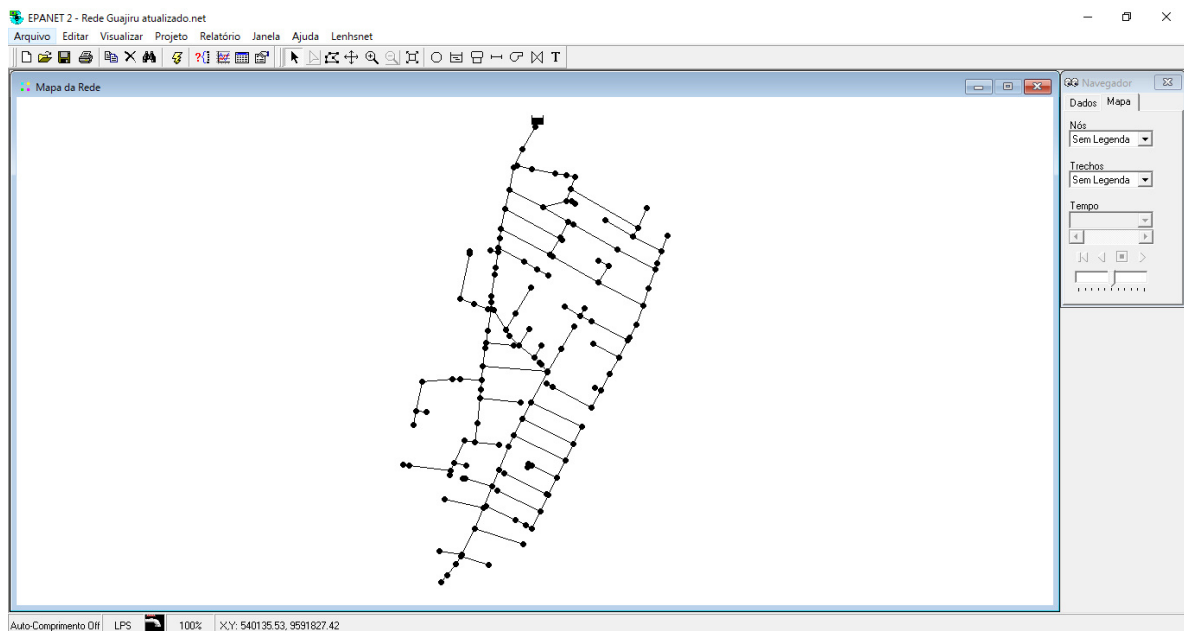 EPANET 2 - Rede Guajiru atualizado.net
Arquivo Editar Visualizar Projeto Relatório Janela Ajuda Lenhsnet
Mapa da Rede
Navegador
Dados Mapa
Nós
Sem Legenda
Trechos
Sem Legenda
Tempo
Auto-Comprimento Off LPS 100% X,Y: 540135.53, 9591827.42